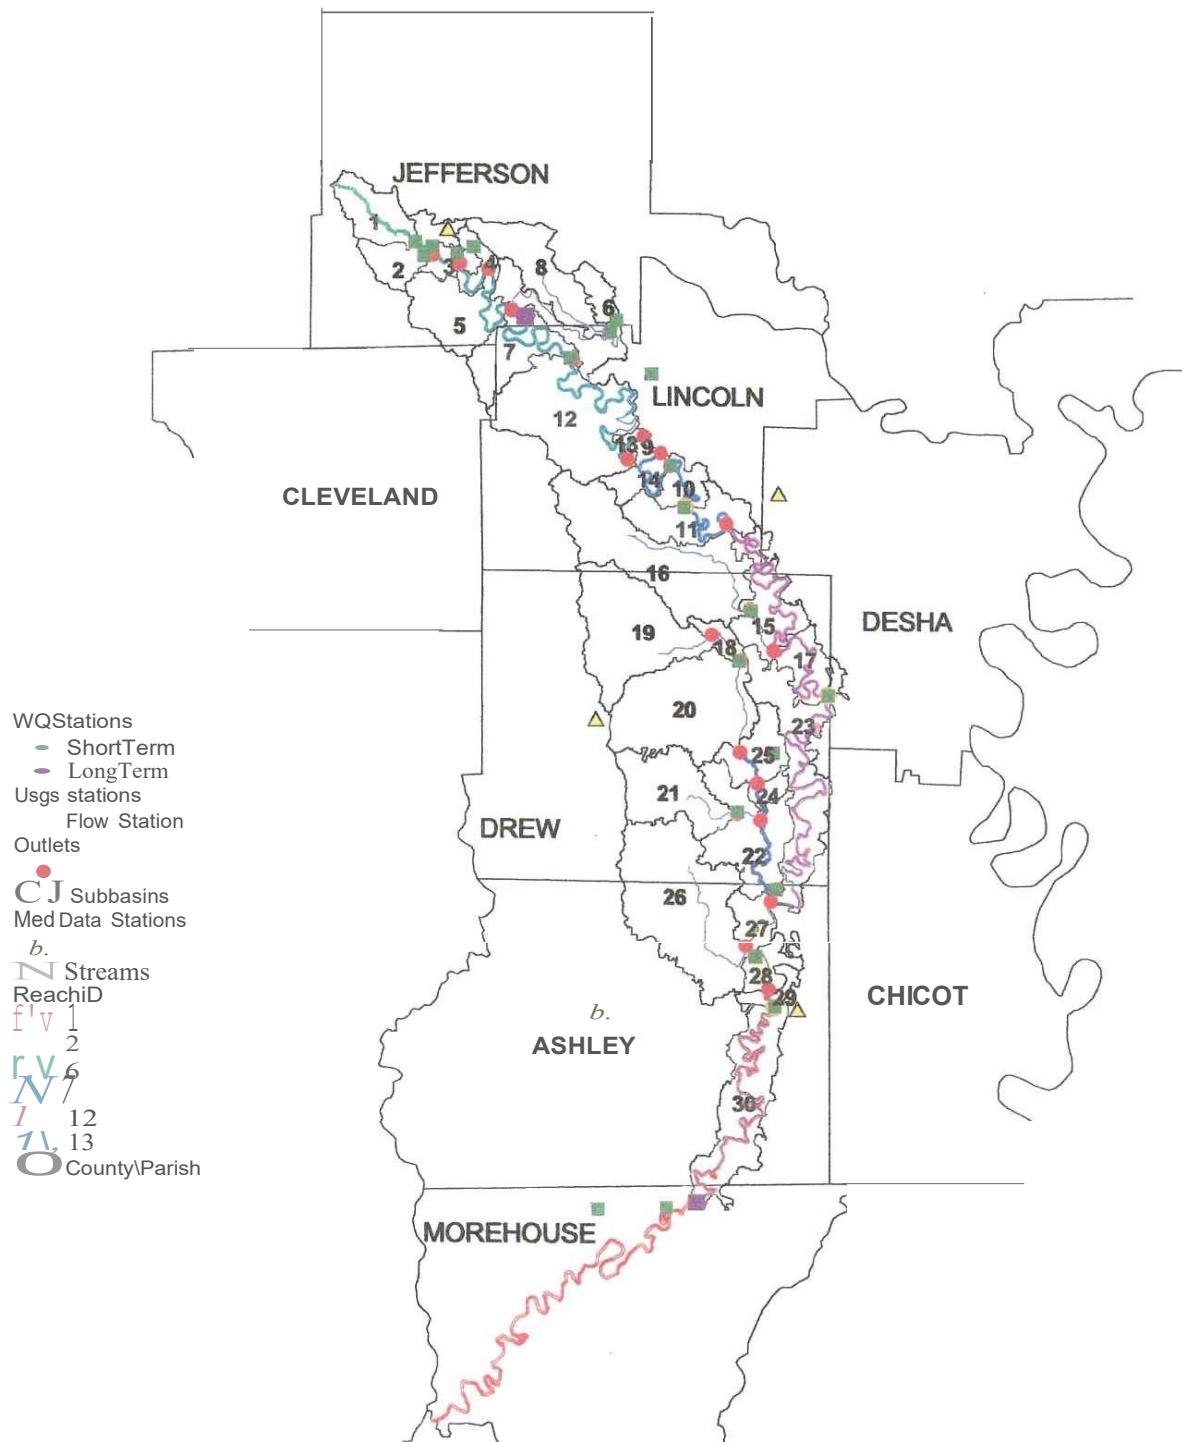 JEFFERSON
1
2
3
4
8
6
5
7
LINCOLN
12
13
9
14
10
CLEVELAND
11
16
DESHA
15
19
18
17
20
23
WQStations
ShortTerm
LongTerm
Usgs stations
Flow Station
Outlets
CJ Subbasins
Med Data Stations
b.
N Streams
ReachiD
f'v 1
2
r v 6
N 7
1 12
1\, 13
O County\Parish
25
24
21
DREW
22
26
27
28
29
CHICOT
b.
ASHLEY
30
MOREHOUSE